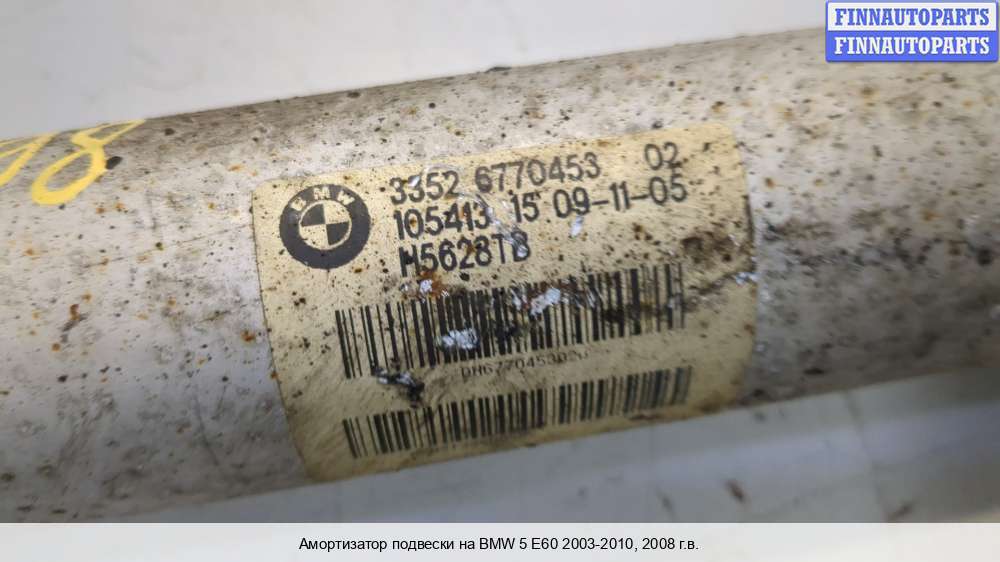 FINNAUTOPARTS
FINNAUTOPARTS
BMW
3352 6770453 02
105413 15 09-11-05
Амортизатор подвески на BMW 5 E60 2003-2010, 2008 г.в.